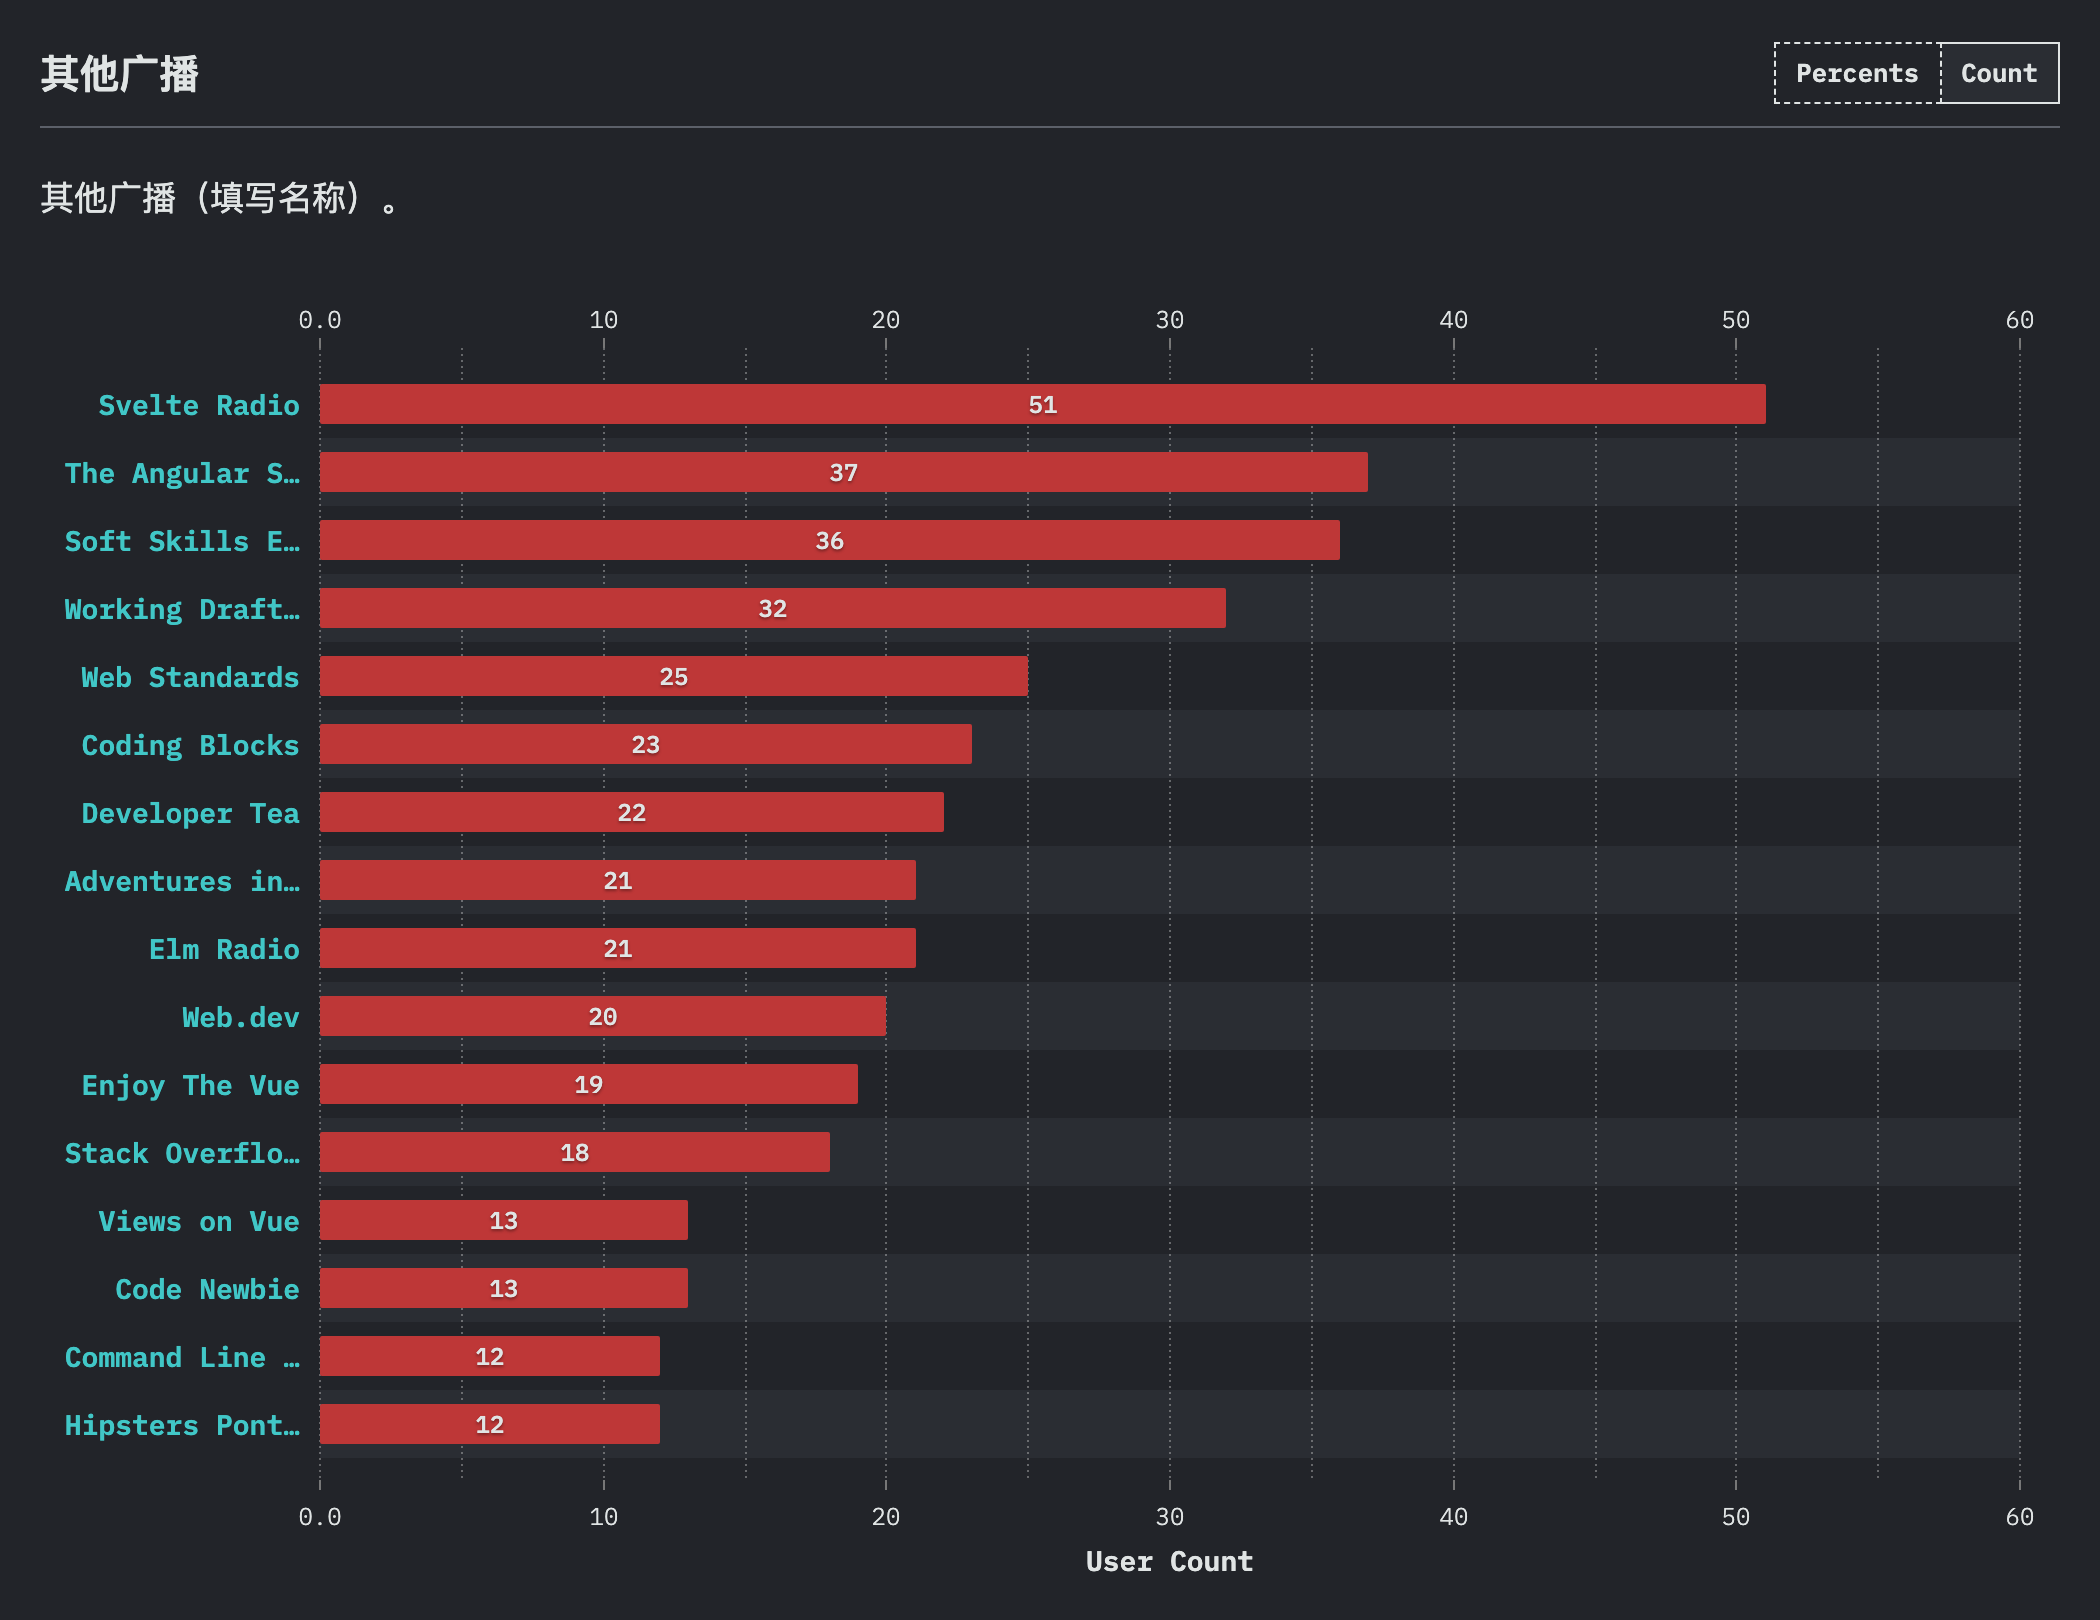 其他广播
Percents Count
其他广播（填写名称）。
0.0 10 20 30 40 50 60
Svelte Radio 51
The Angular S… 37
Soft Skills E… 36
Working Draft… 32
Web Standards 25
Coding Blocks 23
Developer Tea 22
Adventures in… 21
Elm Radio 21
Web.dev 20
Enjoy The Vue 19
Stack Overflo… 18
Views on Vue 13
Code Newbie 13
Command Line … 12
Hipsters Pont… 12
0.0 10 20 30 40 50 60
User Count